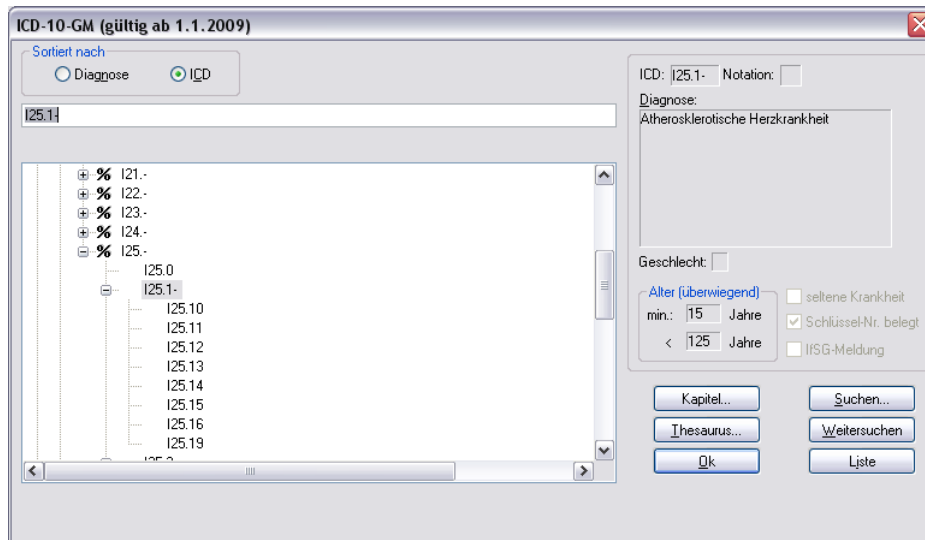 ICD-10-GM (gültig ab 1.1.2009)
Sortiert nach
Diagnose
ICD
I25.1-
% I21.-
% I22.-
% I23.-
% I24.-
% I25.-
I25.0
I25.1-
I25.10
I25.11
I25.12
I25.13
I25.14
I25.15
I25.16
I25.19
ICD: I25.1- Notation:
Diagnose:
Atherosklerotische Herzkrankheit
Geschlecht:
Alter (überwiegend)
min.: 15 Jahre
< 125 Jahre
seltene Krankheit
Schlüssel-Nr. belegt
IfSG-Meldung
Kapitel... Suchen...
Thesaurus... Weitersuchen
Ok Liste